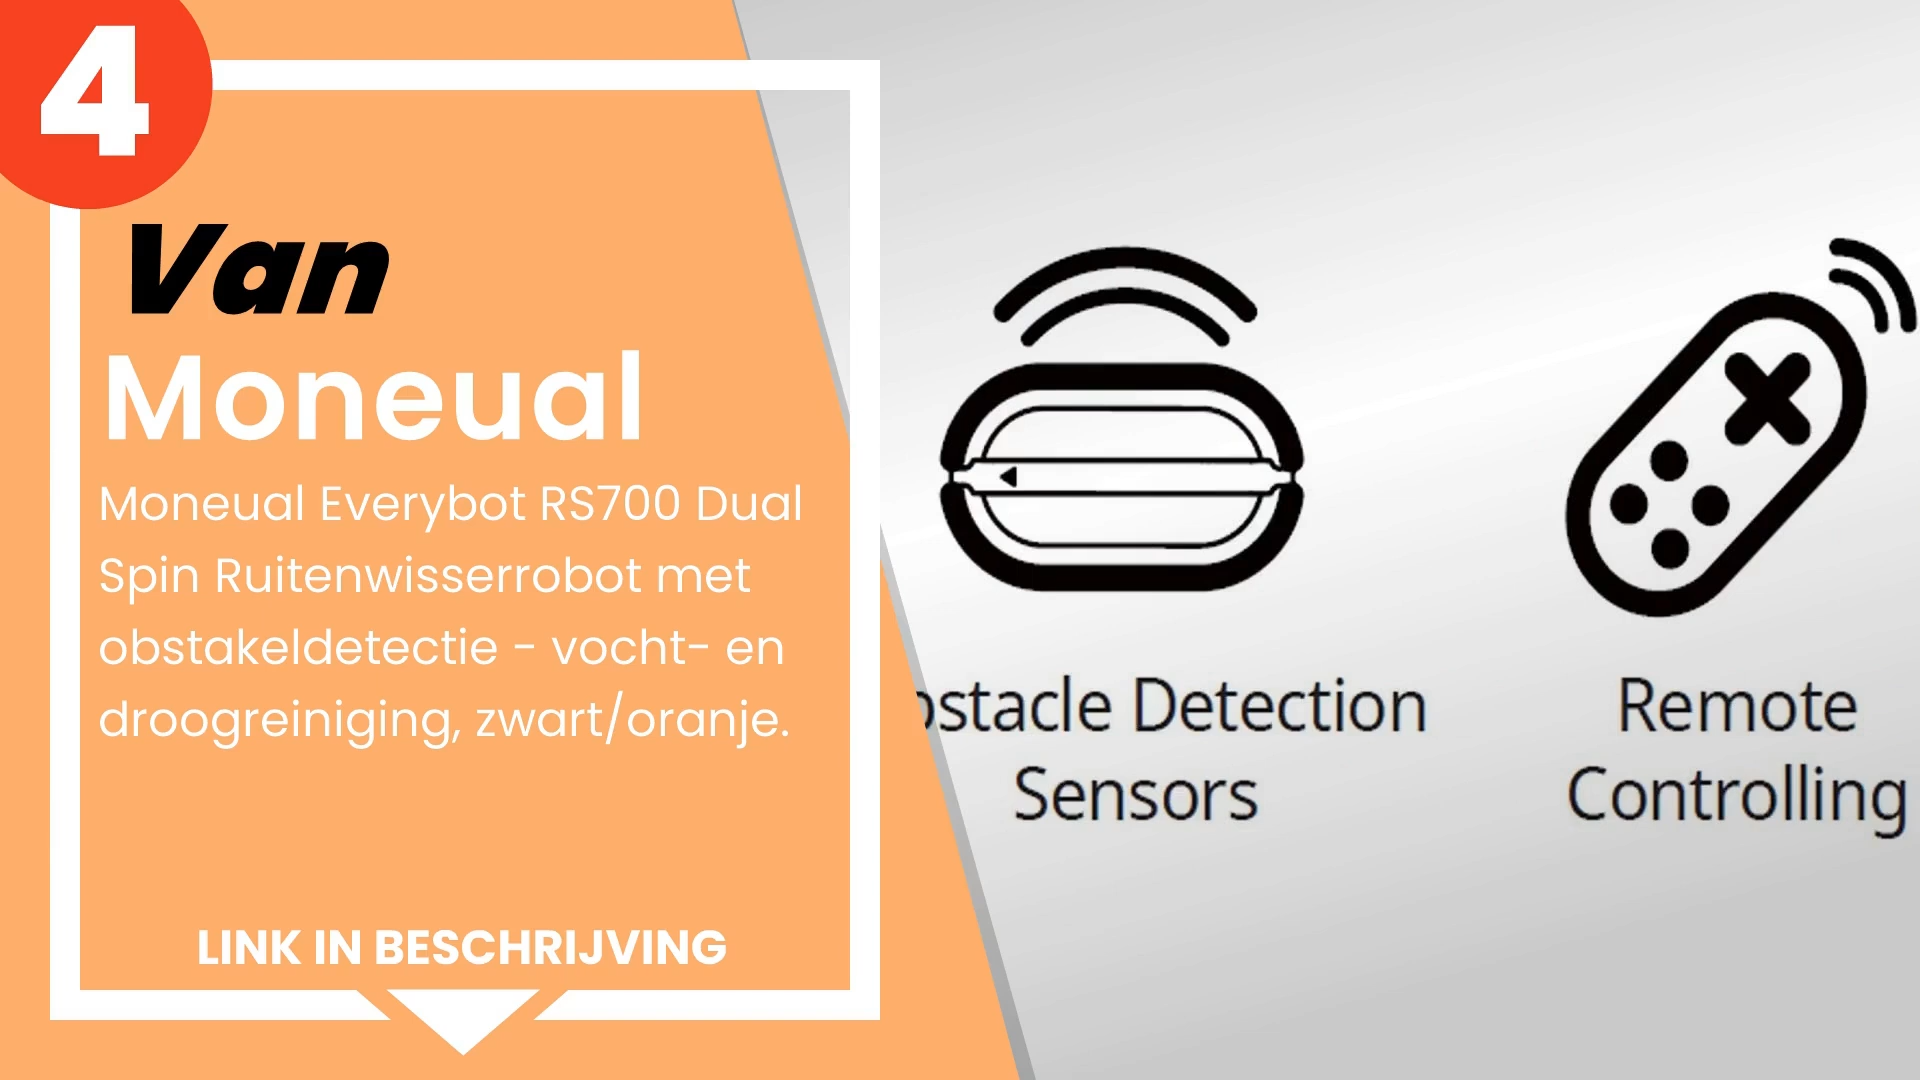 4
Van
Moneual
Moneual Everybot RS700 Dual
Spin Ruitenwisserrobot met
obstakeldetectie - vocht- en
droogreiniging, zwart/oranje.
LINK IN BESCHRIJVING
bstacle Detection
Sensors
Remote
Controlling